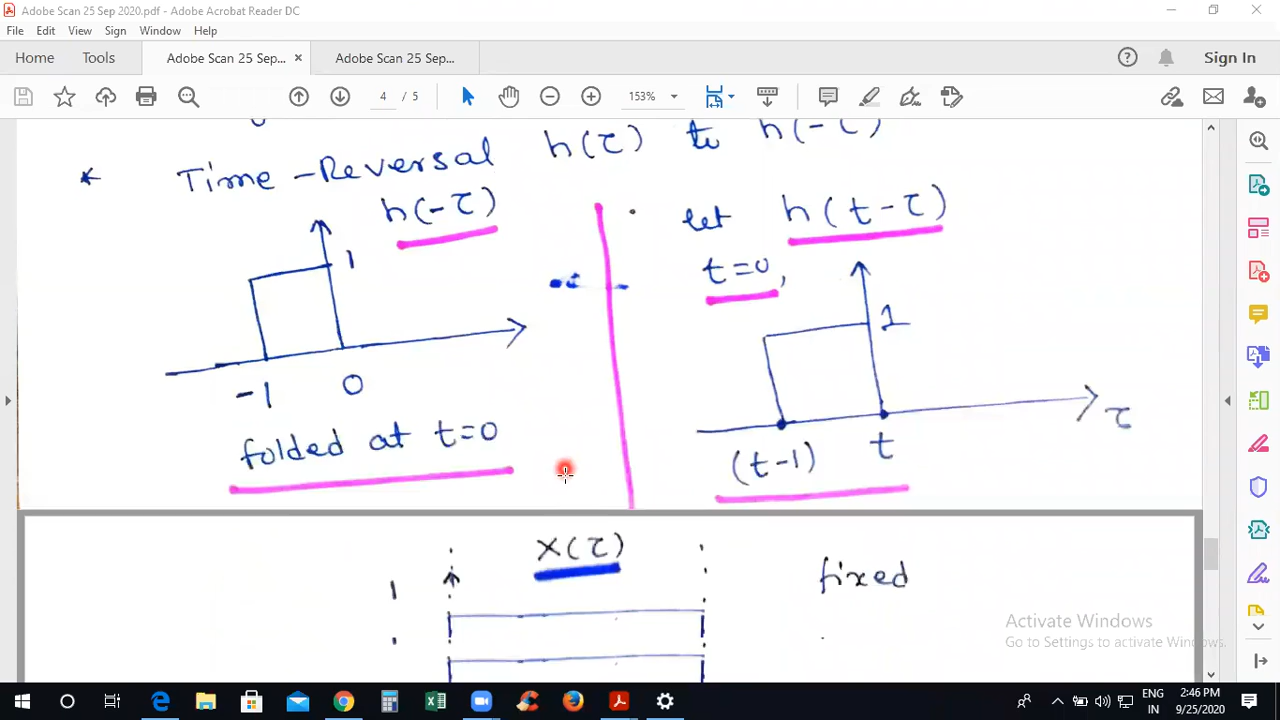 Adobe Scan 25 Sep 2020.pdf - Adobe Acrobat Reader DC
File Edit View Sign Window Help
Home Tools Adobe Scan 25 Sep... × Adobe Scan 25 Sep... Sign In
4 / 5 153%
* Time-Reversal h(τ) to h(-τ)
h(-τ)
1
-1 0
folded at t=0
let h(t-τ)
t=0,
1
(t-1) t τ
x(τ) fixed
1
Activate Windows
Go to Settings to activate Windows.
ENG 2:46 PM
IN 9/25/2020